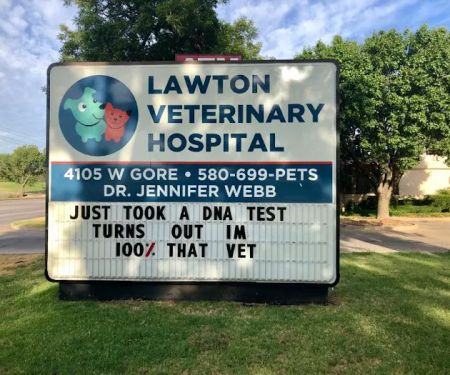 LAWTON
VETERINARY
HOSPITAL
4105 W GORE • 580-699-PETS
DR. JENNIFER WEBB
JUST TOOK A DNA TEST
TURNS OUT IM
100% THAT VET